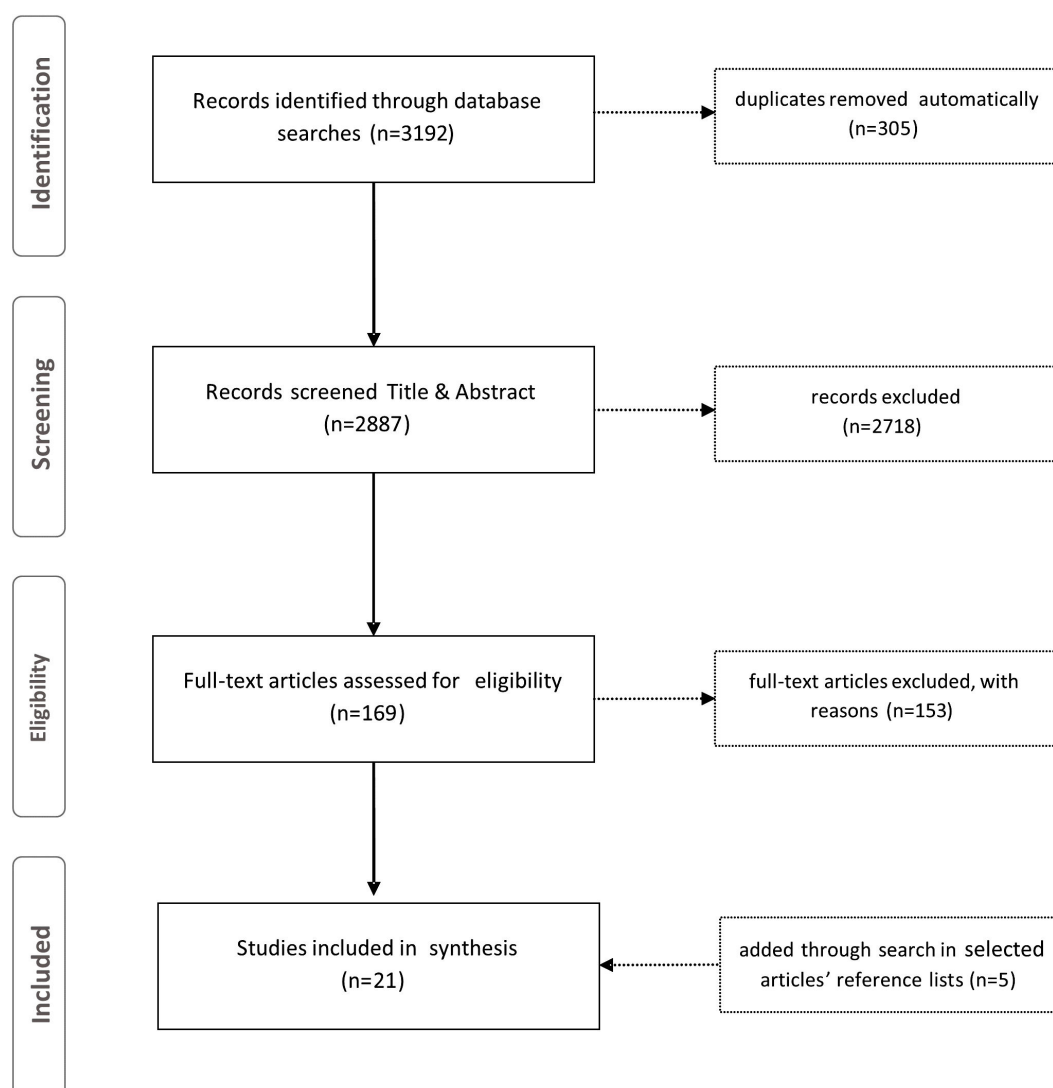 Identification
Records identified through database
searches (n=3192)
duplicates removed automatically
(n=305)
Screening
Records screened Title & Abstract
(n=2887)
records excluded
(n=2718)
Eligibility
Full-text articles assessed for eligibility
(n=169)
full-text articles excluded, with
reasons (n=153)
Included
Studies included in synthesis
(n=21)
added through search in selected
articles’ reference lists (n=5)